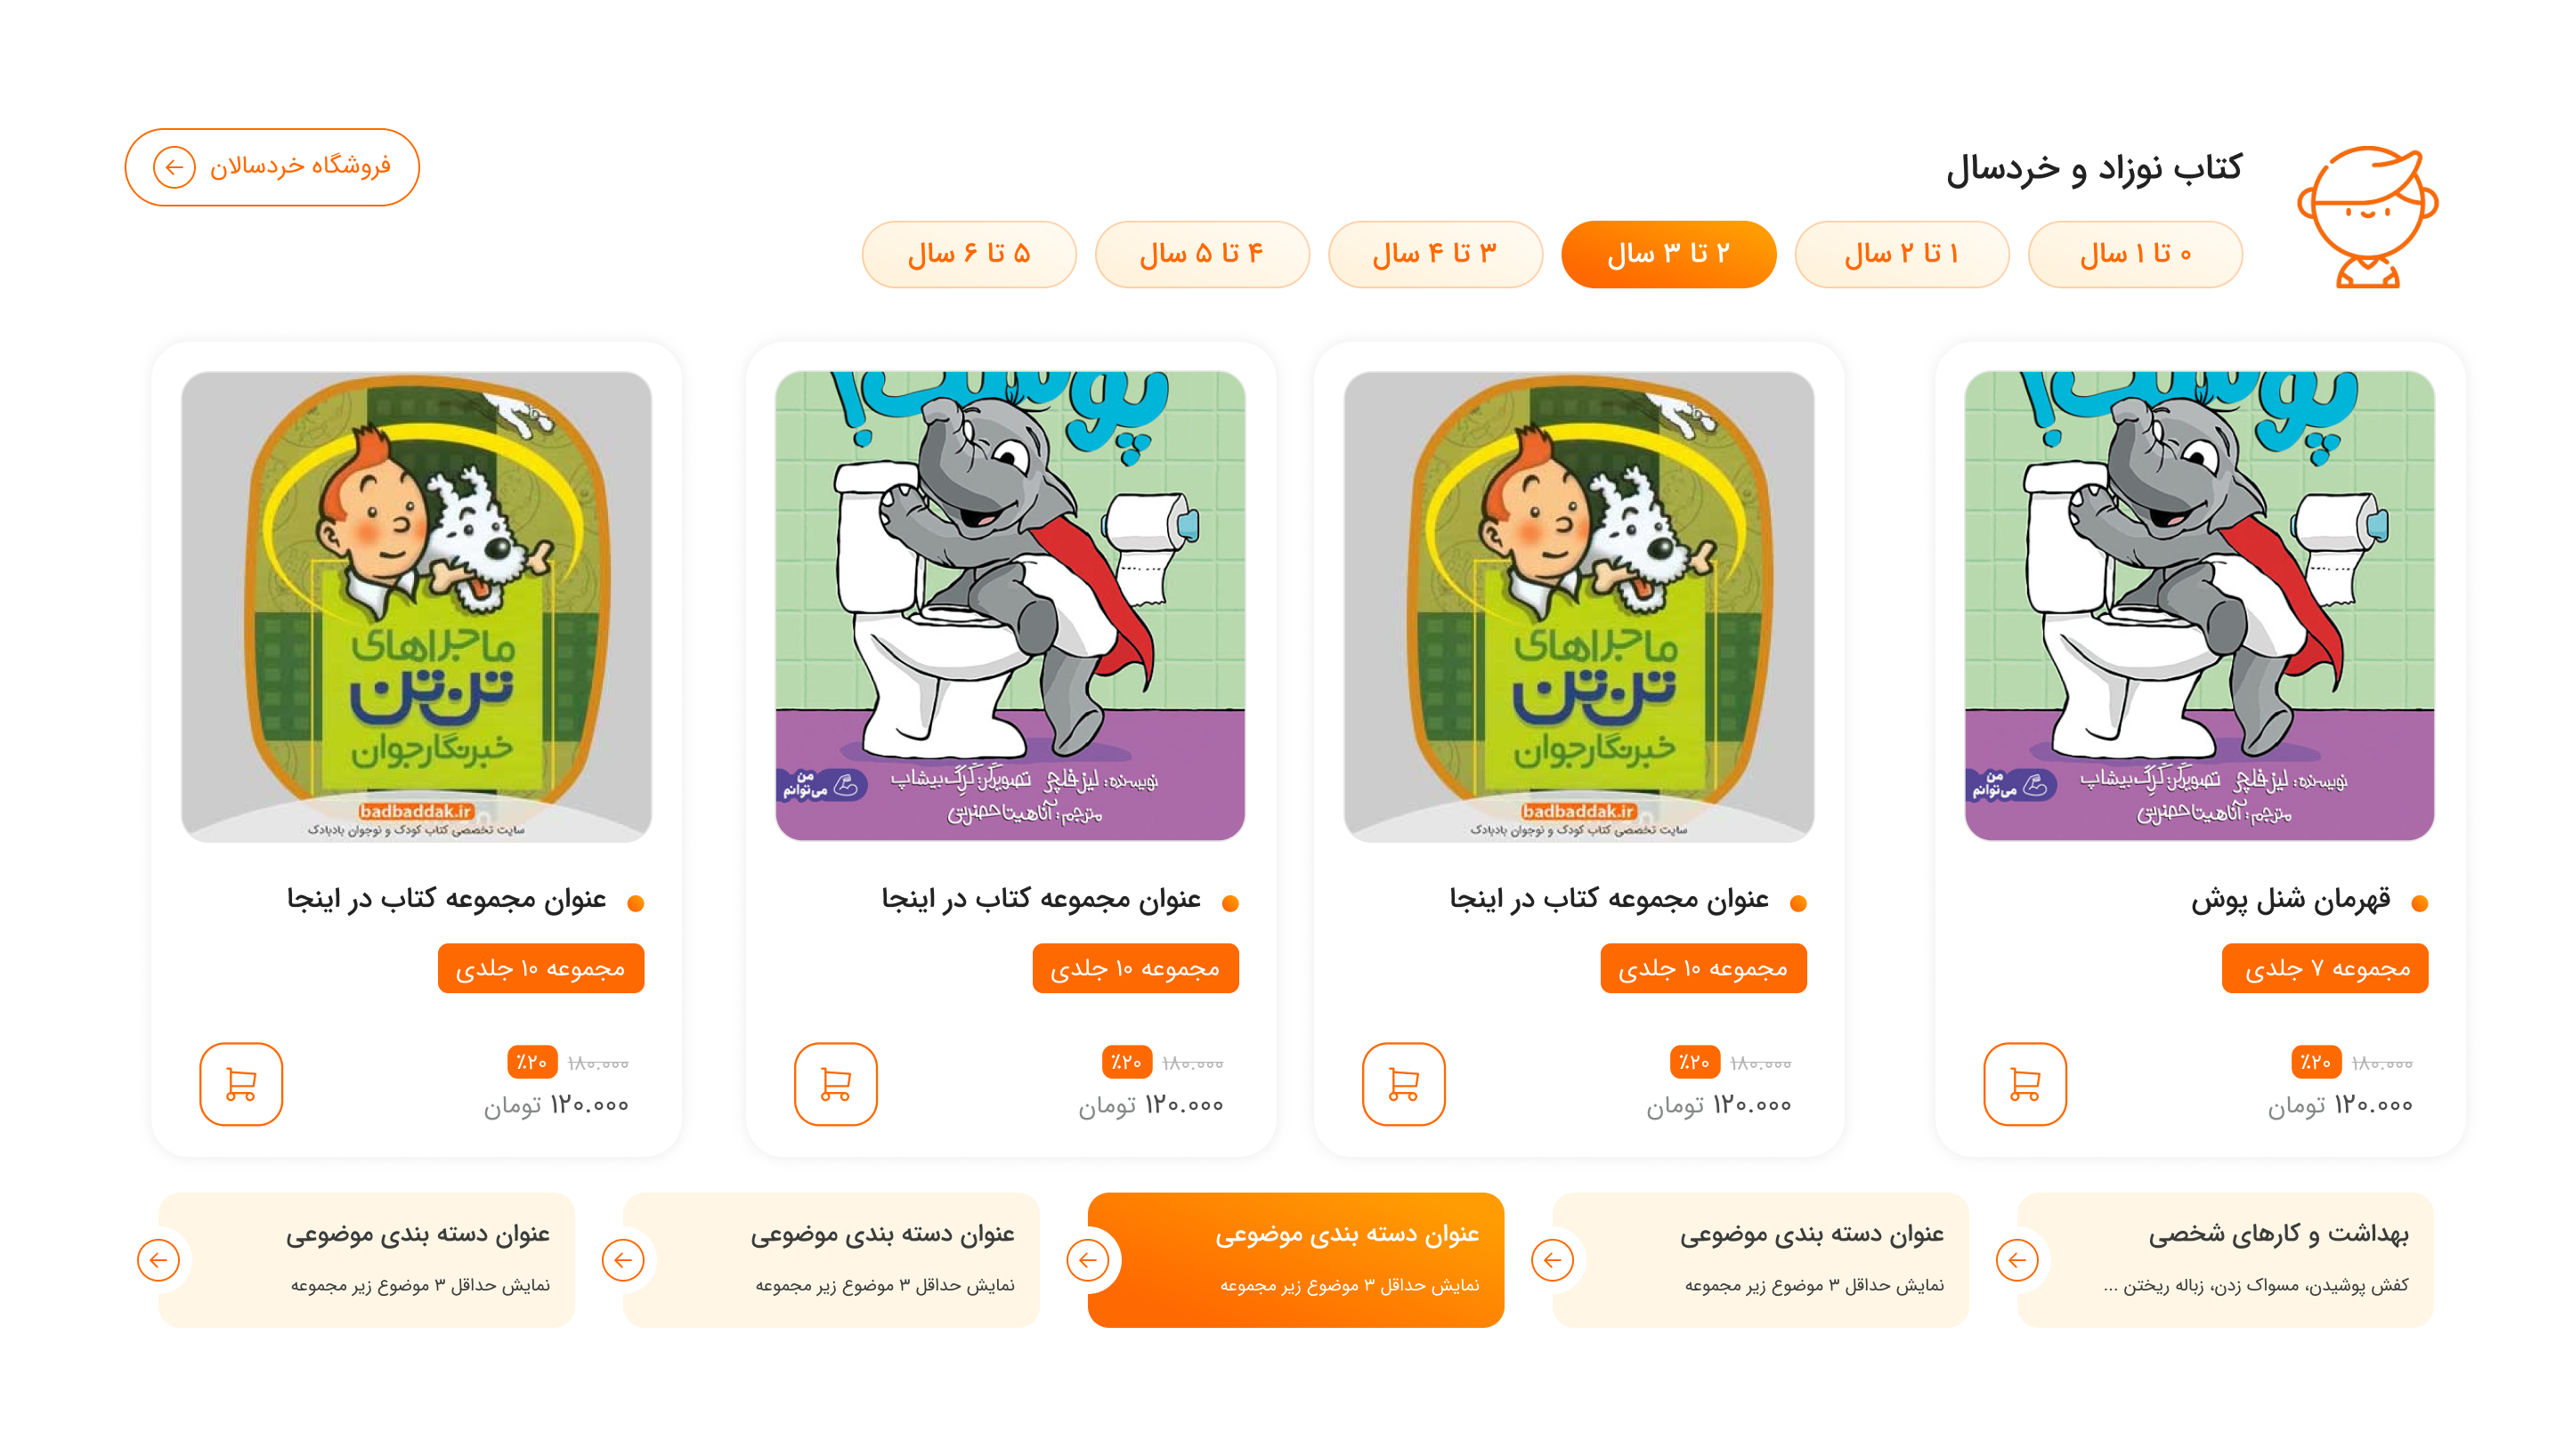 کتاب نوزاد و خردسال
فروشگاه خردسالان
۰ تا ۱ سال
۱ تا ۲ سال
۲ تا ۳ سال
۳ تا ۴ سال
۴ تا ۵ سال
۵ تا ۶ سال
نویسنده: لیز فلچر تصویرگر: گرگ بیشاپ
مترجم: آناهیتا حضرتی
من
می‌توانم
قهرمان شنل پوش
مجموعه ۷ جلدی
۱۸۰.۰۰۰ ٪۲۰
۱۲۰.۰۰۰ تومان
ماجراهای
تن‌تن
خبرنگار جوان
badbaddak.ir
سایت تخصصی کتاب کودک و نوجوان بادبادک
عنوان مجموعه کتاب در اینجا
مجموعه ۱۰ جلدی
۱۸۰.۰۰۰ ٪۲۰
۱۲۰.۰۰۰ تومان
نویسنده: لیز فلچر تصویرگر: گرگ بیشاپ
مترجم: آناهیتا حضرتی
من
می‌توانم
عنوان مجموعه کتاب در اینجا
مجموعه ۱۰ جلدی
۱۸۰.۰۰۰ ٪۲۰
۱۲۰.۰۰۰ تومان
ماجراهای
تن‌تن
خبرنگار جوان
badbaddak.ir
سایت تخصصی کتاب کودک و نوجوان بادبادک
عنوان مجموعه کتاب در اینجا
مجموعه ۱۰ جلدی
۱۸۰.۰۰۰ ٪۲۰
۱۲۰.۰۰۰ تومان
بهداشت و کارهای شخصی
کفش پوشیدن، مسواک زدن، زباله ریختن ...
عنوان دسته بندی موضوعی
نمایش حداقل ۳ موضوع زیر مجموعه
عنوان دسته بندی موضوعی
نمایش حداقل ۳ موضوع زیر مجموعه
عنوان دسته بندی موضوعی
نمایش حداقل ۳ موضوع زیر مجموعه
عنوان دسته بندی موضوعی
نمایش حداقل ۳ موضوع زیر مجموعه